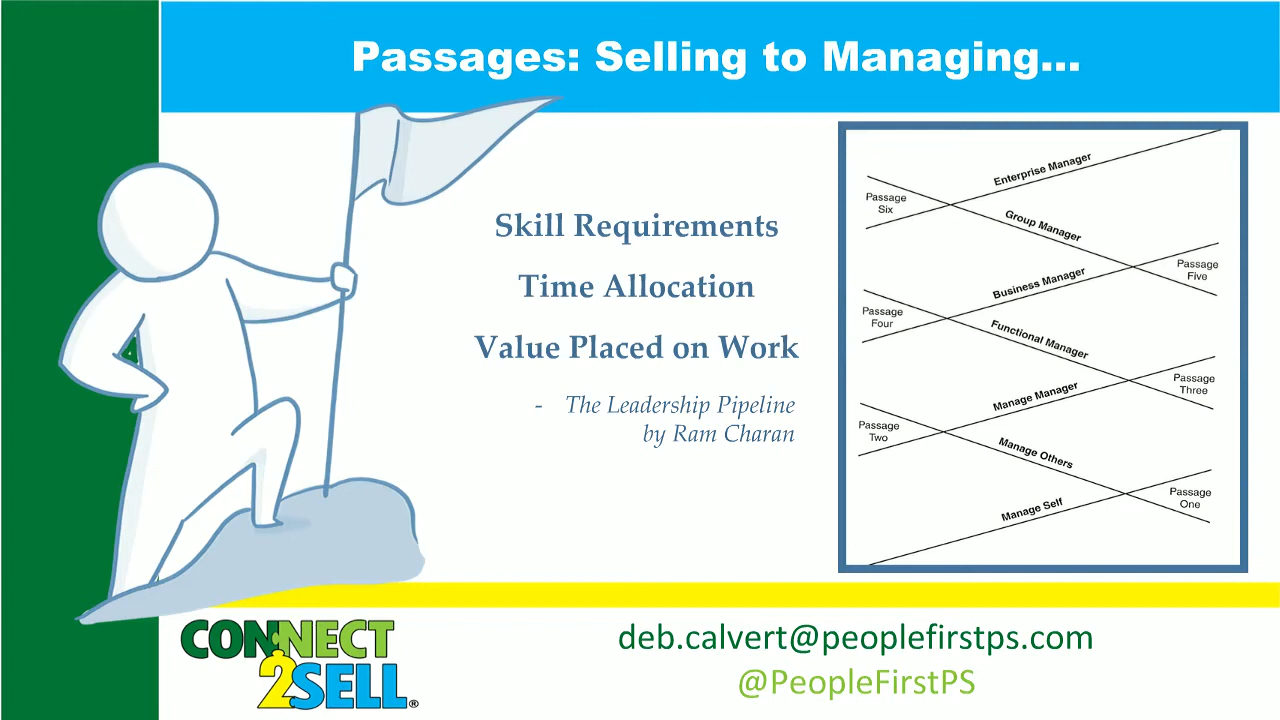 Passages: Selling to Managing...
Skill Requirements
Time Allocation
Value Placed on Work
- The Leadership Pipeline
by Ram Charan
Enterprise Manager
Passage
Six
Group Manager
Passage
Five
Business Manager
Passage
Four
Functional Manager
Passage
Three
Manage Manager
Passage
Two
Manage Others
Passage
One
Manage Self
CONNECT
2SELL®
deb.calvert@peoplefirstps.com
@PeopleFirstPS